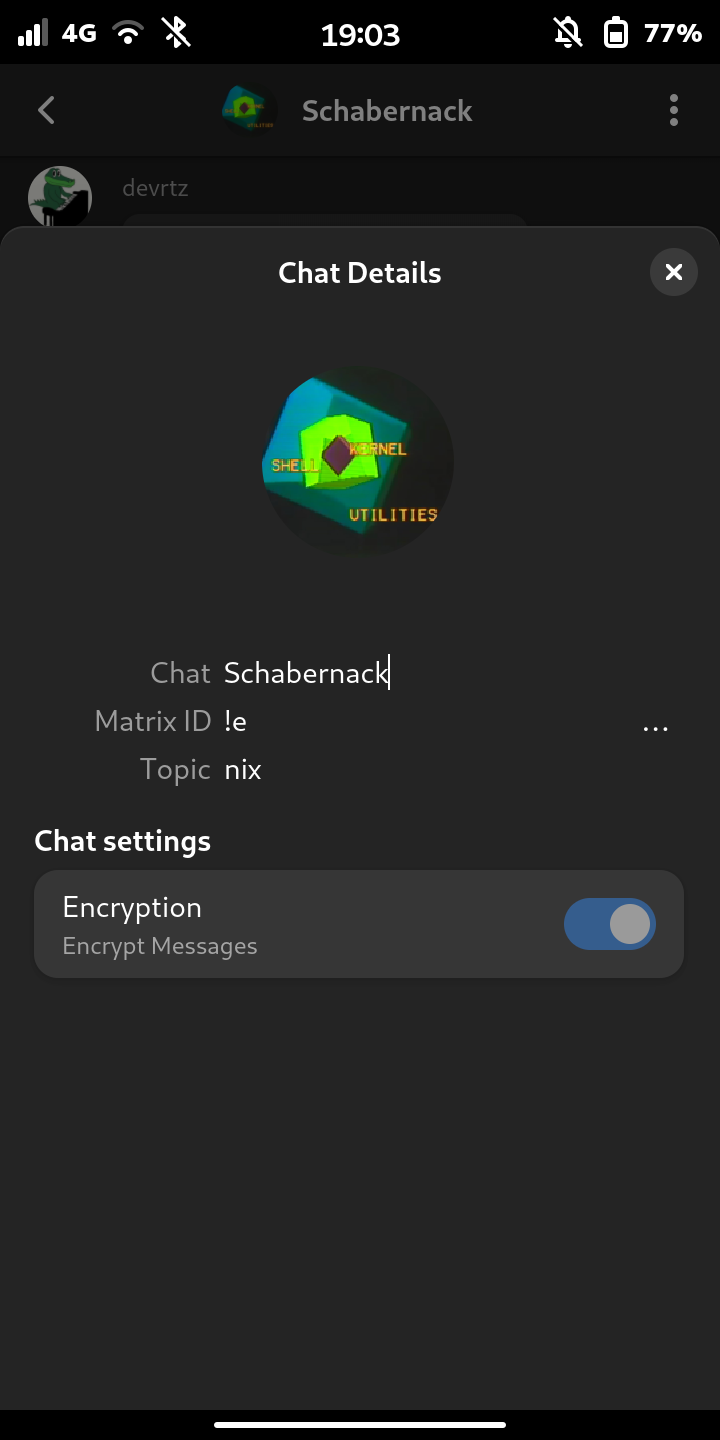 4G 19:03 77%
Schabernack
devrtz
Chat Details
SHELL KERNEL
UTILITIES
Chat Schabernack
Matrix ID !e ...
Topic nix
Chat settings
Encryption
Encrypt Messages